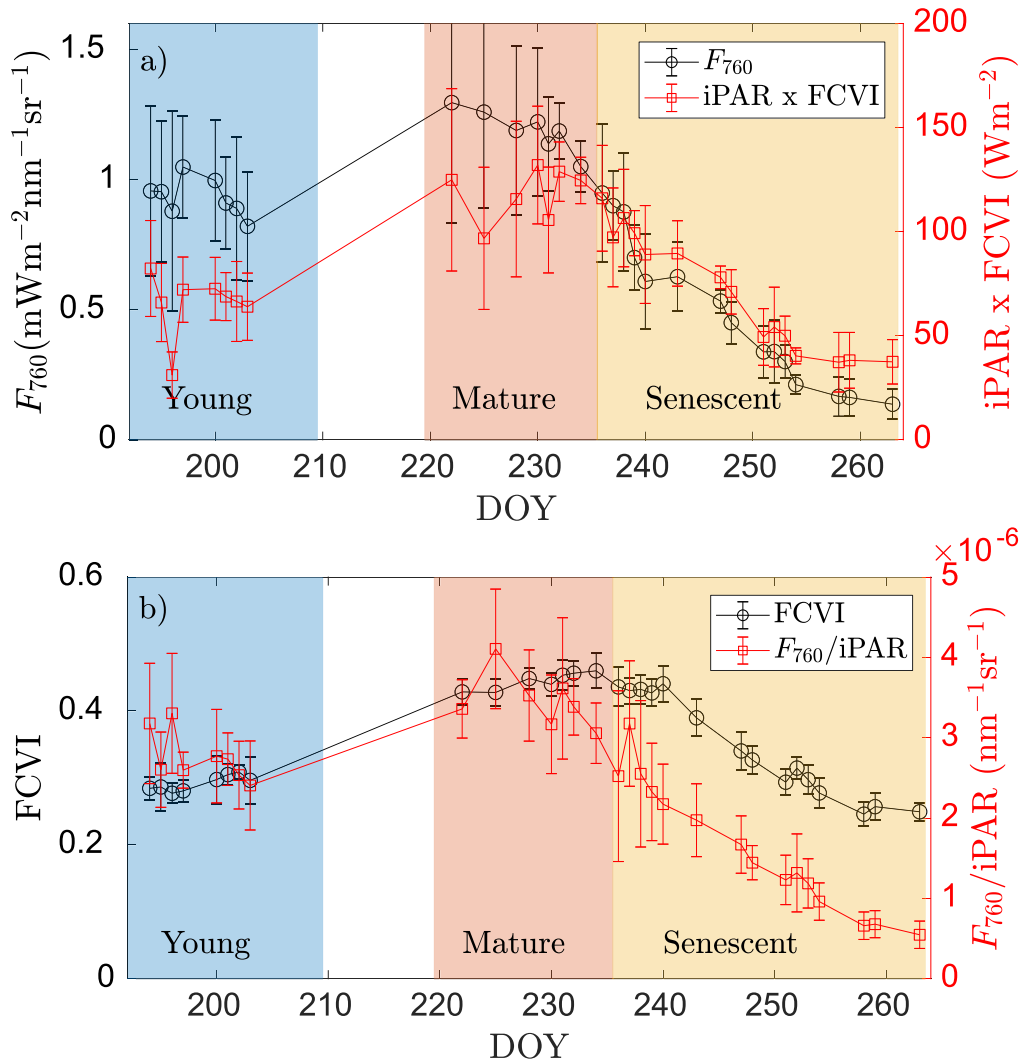 a)
F₇₆₀
iPAR x FCVI
Young
Mature
Senescent
0
0.5
1
1.5
F₇₆₀(mWm⁻²nm⁻¹sr⁻¹)
0
50
100
150
200
iPAR x FCVI (Wm⁻²)
200 210 220 230 240 250 260
DOY
×10⁻⁶
b)
FCVI
F₇₆₀/iPAR
Young
Mature
Senescent
0
0.2
0.4
0.6
FCVI
0
1
2
3
4
5
F₇₆₀/iPAR (nm⁻¹sr⁻¹)
200 210 220 230 240 250 260
DOY